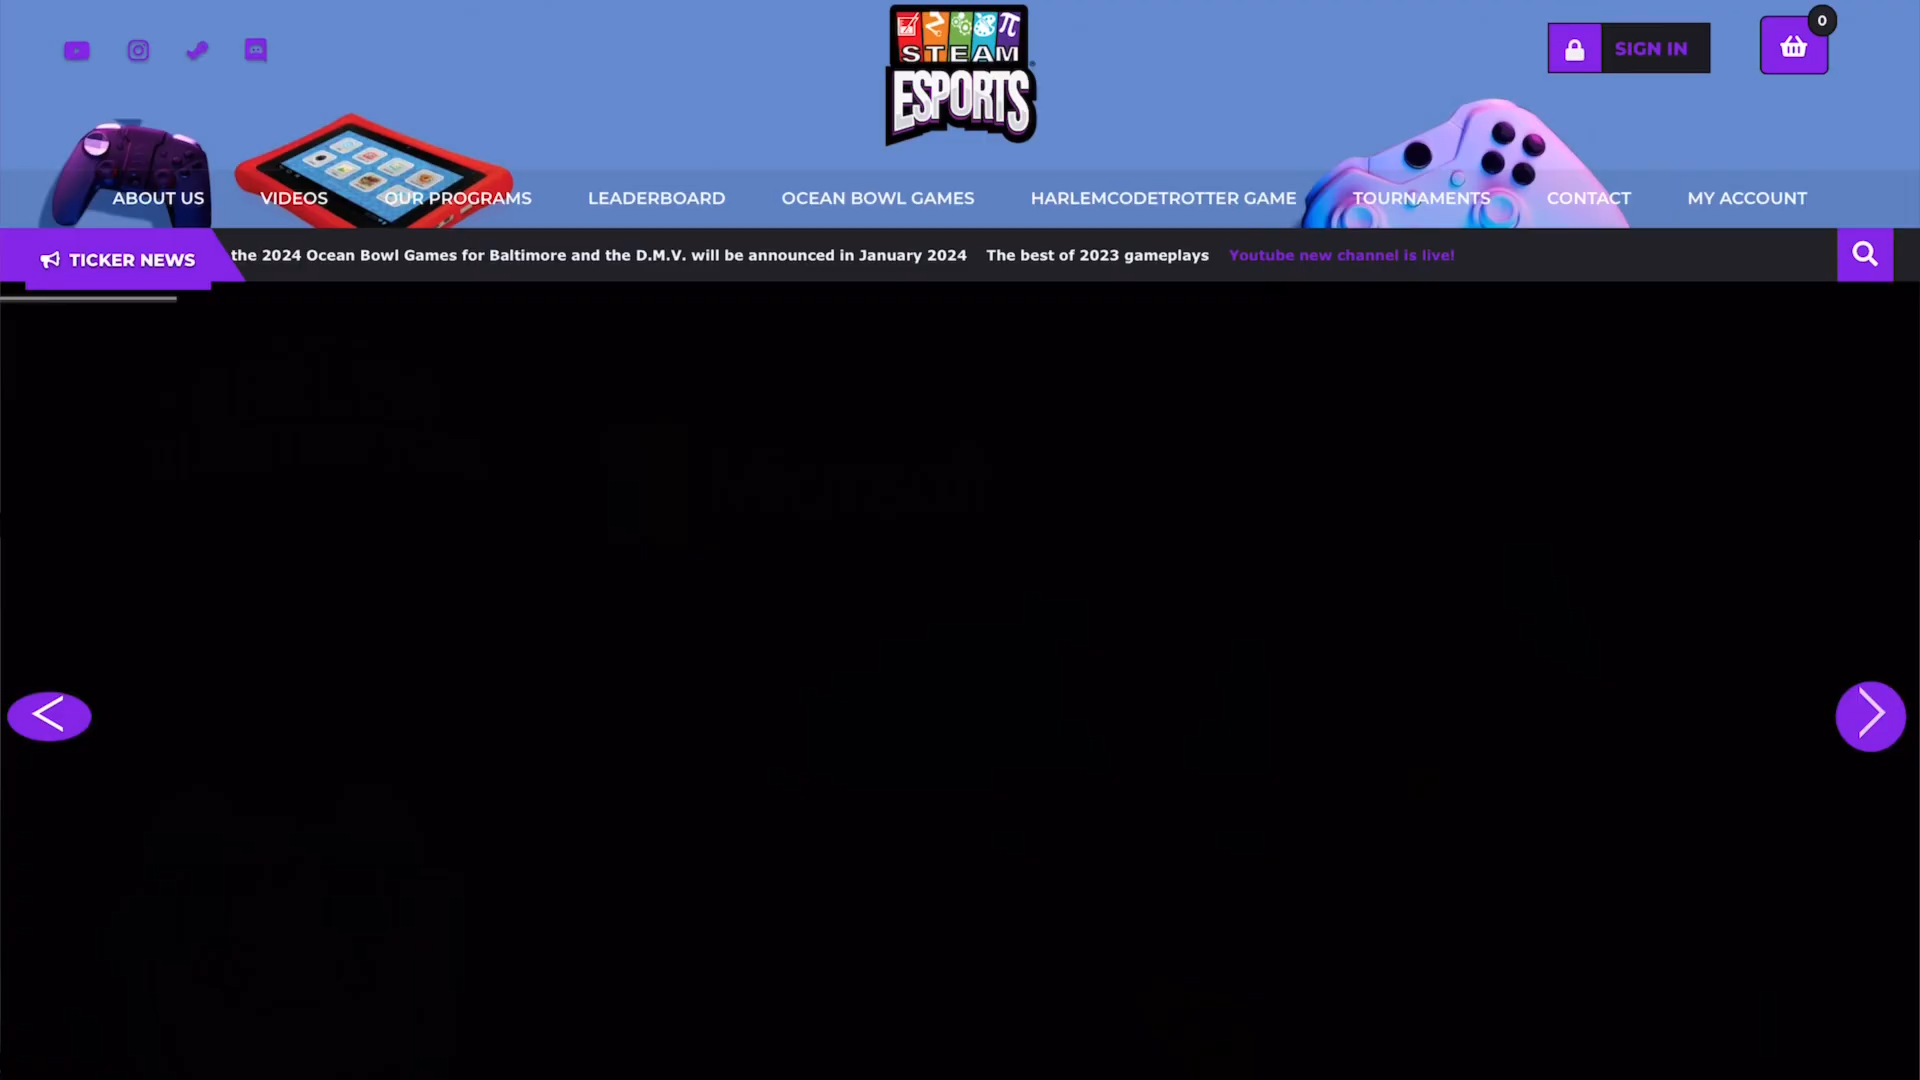 STEAM
ESPORTS
SIGN IN
0
ABOUT US
VIDEOS
OUR PROGRAMS
LEADERBOARD
OCEAN BOWL GAMES
HARLEMCODETROTTER GAME
TOURNAMENTS
CONTACT
MY ACCOUNT
TICKER NEWS
the 2024 Ocean Bowl Games for Baltimore and the D.M.V. will be announced in January 2024 The best of 2023 gameplays Youtube new channel is live!